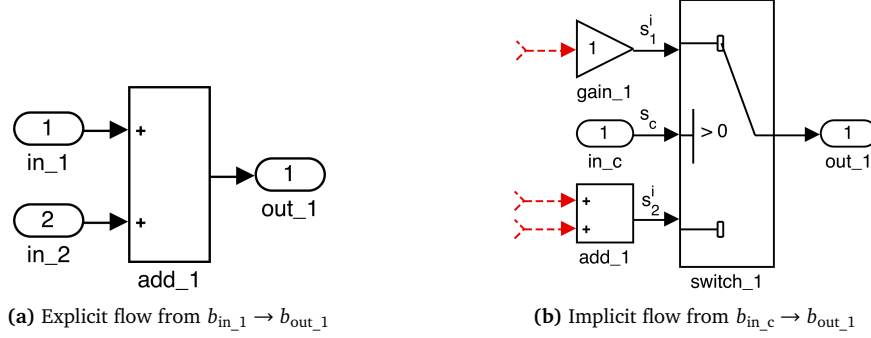 1
in_1
+
2
in_2
+
add_1
1
out_1
(a) Explicit flow from b_in_1 → b_out_1
1
gain_1
s_1^i
1
in_c
s_c
> 0
+
+
add_1
s_2^i
switch_1
1
out_1
(b) Implicit flow from b_in_c → b_out_1